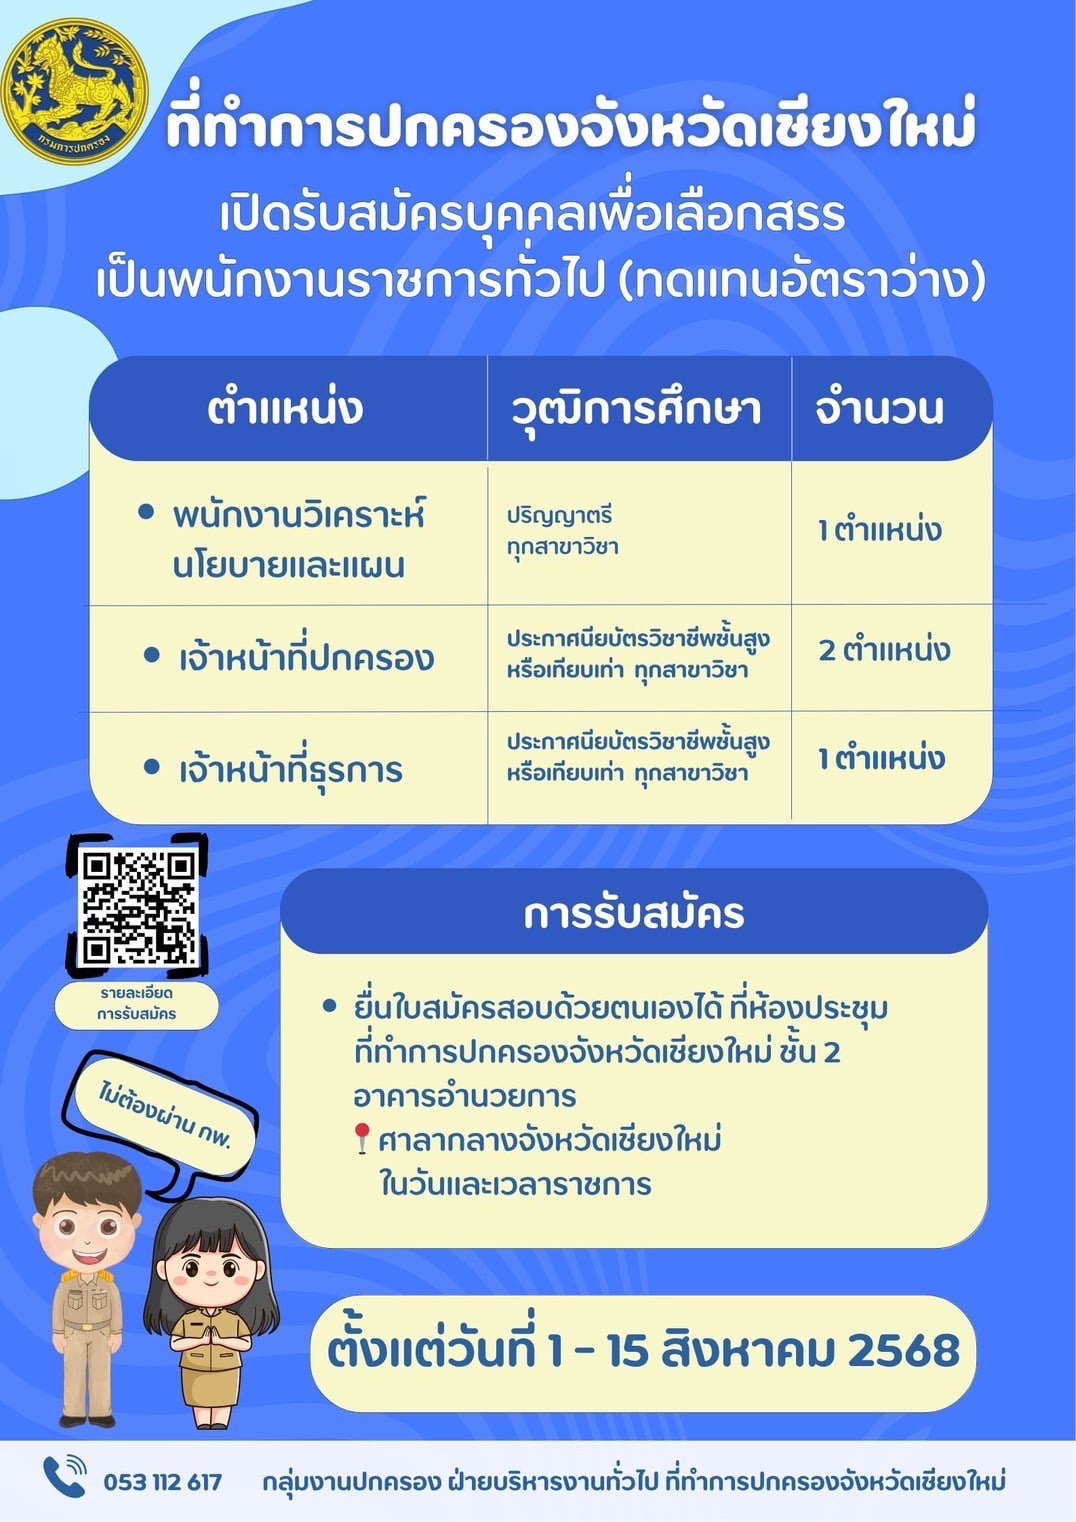 กรมการปกครอง
ที่ทำการปกครองจังหวัดเชียงใหม่
เปิดรับสมัครบุคคลเพื่อเลือกสรร
เป็นพนักงานราชการทั่วไป (ทดแทนอัตราว่าง)
ตำแหน่ง วุฒิการศึกษา จำนวน
• พนักงานวิเคราะห์
นโยบายและแผน
ปริญญาตรี
ทุกสาขาวิชา
1 ตำแหน่ง
• เจ้าหน้าที่ปกครอง
ประกาศนียบัตรวิชาชีพชั้นสูง
หรือเทียบเท่า ทุกสาขาวิชา
2 ตำแหน่ง
• เจ้าหน้าที่ธุรการ
ประกาศนียบัตรวิชาชีพชั้นสูง
หรือเทียบเท่า ทุกสาขาวิชา
1 ตำแหน่ง
รายละเอียด
การรับสมัคร
การรับสมัคร
• ยื่นใบสมัครสอบด้วยตนเองได้ ที่ห้องประชุม
ที่ทำการปกครองจังหวัดเชียงใหม่ ชั้น 2
อาคารอำนวยการ
📍ศาลากลางจังหวัดเชียงใหม่
ในวันและเวลาราชการ
ไม่ต้องผ่าน กพ.
ตั้งแต่วันที่ 1 - 15 สิงหาคม 2568
053 112 617 กลุ่มงานปกครอง ฝ่ายบริหารงานทั่วไป ที่ทำการปกครองจังหวัดเชียงใหม่